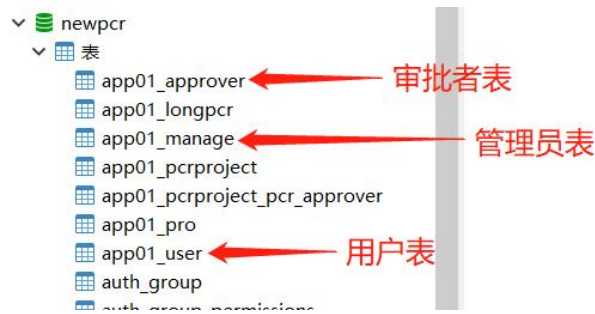 newpcr
表
app01_approver
审批者表
app01_longpcr
app01_manage
管理员表
app01_pcrproject
app01_pcrproject_pcr_approver
app01_pro
app01_user
用户表
auth_group
auth_group_permissions